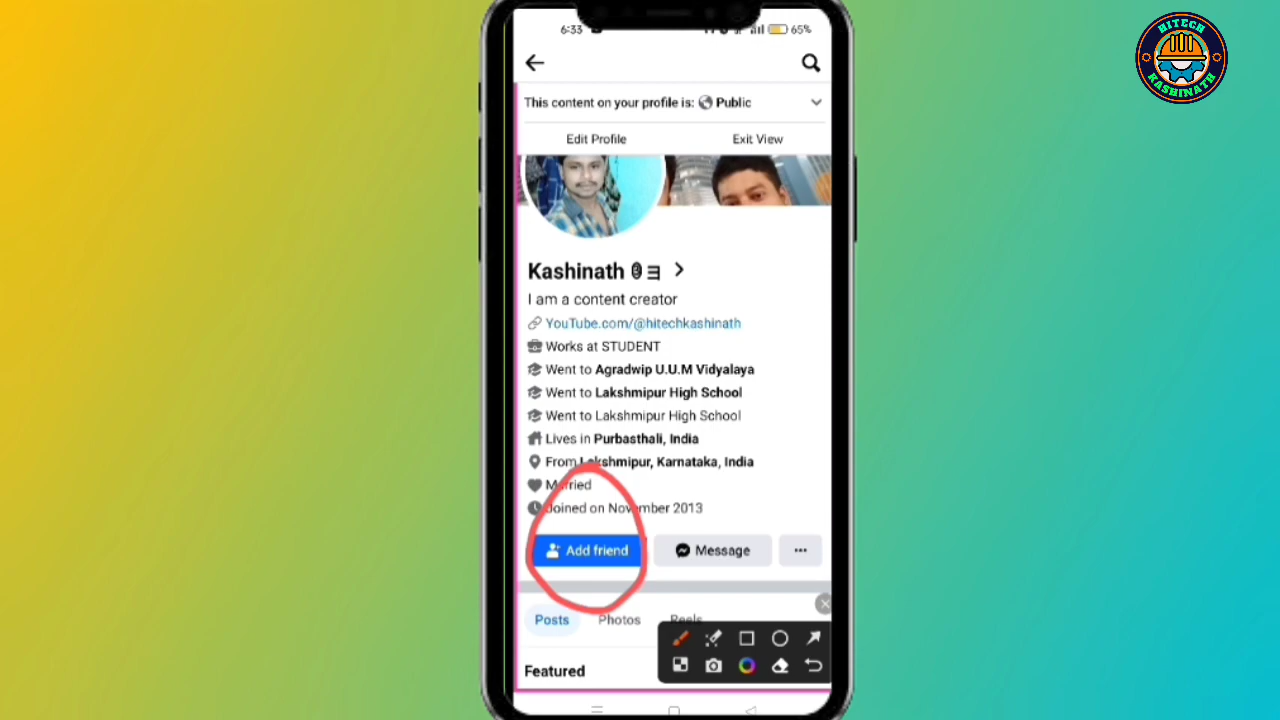 HITECH
KASHINATH
6:33
65%
This content on your profile is: Public
Edit Profile
Exit View
Kashinath
I am a content creator
YouTube.com/@hitechkashinath
Works at STUDENT
Went to Agradwip U.U.M Vidyalaya
Went to Lakshmipur High School
Went to Lakshmipur High School
Lives in Purbasthali, India
From Lakshmipur, Karnataka, India
Married
Joined on November 2013
Add friend
Message
Posts
Photos
Reels
Featured